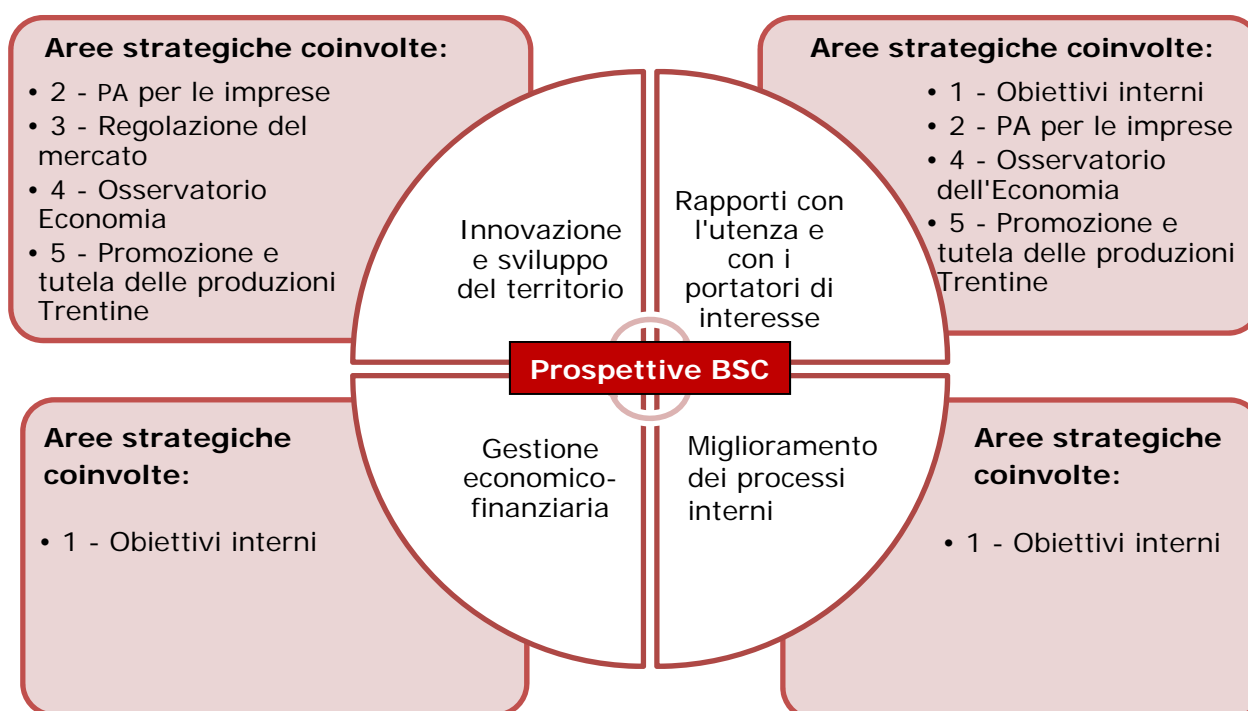 Aree strategiche coinvolte:
• 2 - PA per le imprese
• 3 - Regolazione del
mercato
• 4 - Osservatorio
Economia
• 5 - Promozione e
tutela delle produzioni
Trentine
Aree strategiche coinvolte:
• 1 - Obiettivi interni
• 2 - PA per le imprese
• 4 - Osservatorio
dell'Economia
• 5 - Promozione e
tutela delle produzioni
Trentine
Innovazione
e sviluppo
del territorio
Rapporti con
l'utenza e
con i
portatori di
interesse
Prospettive BSC
Aree strategiche
coinvolte:
• 1 - Obiettivi interni
Gestione
economico-
finanziaria
Miglioramento
dei processi
interni
Aree strategiche
coinvolte:
• 1 - Obiettivi interni